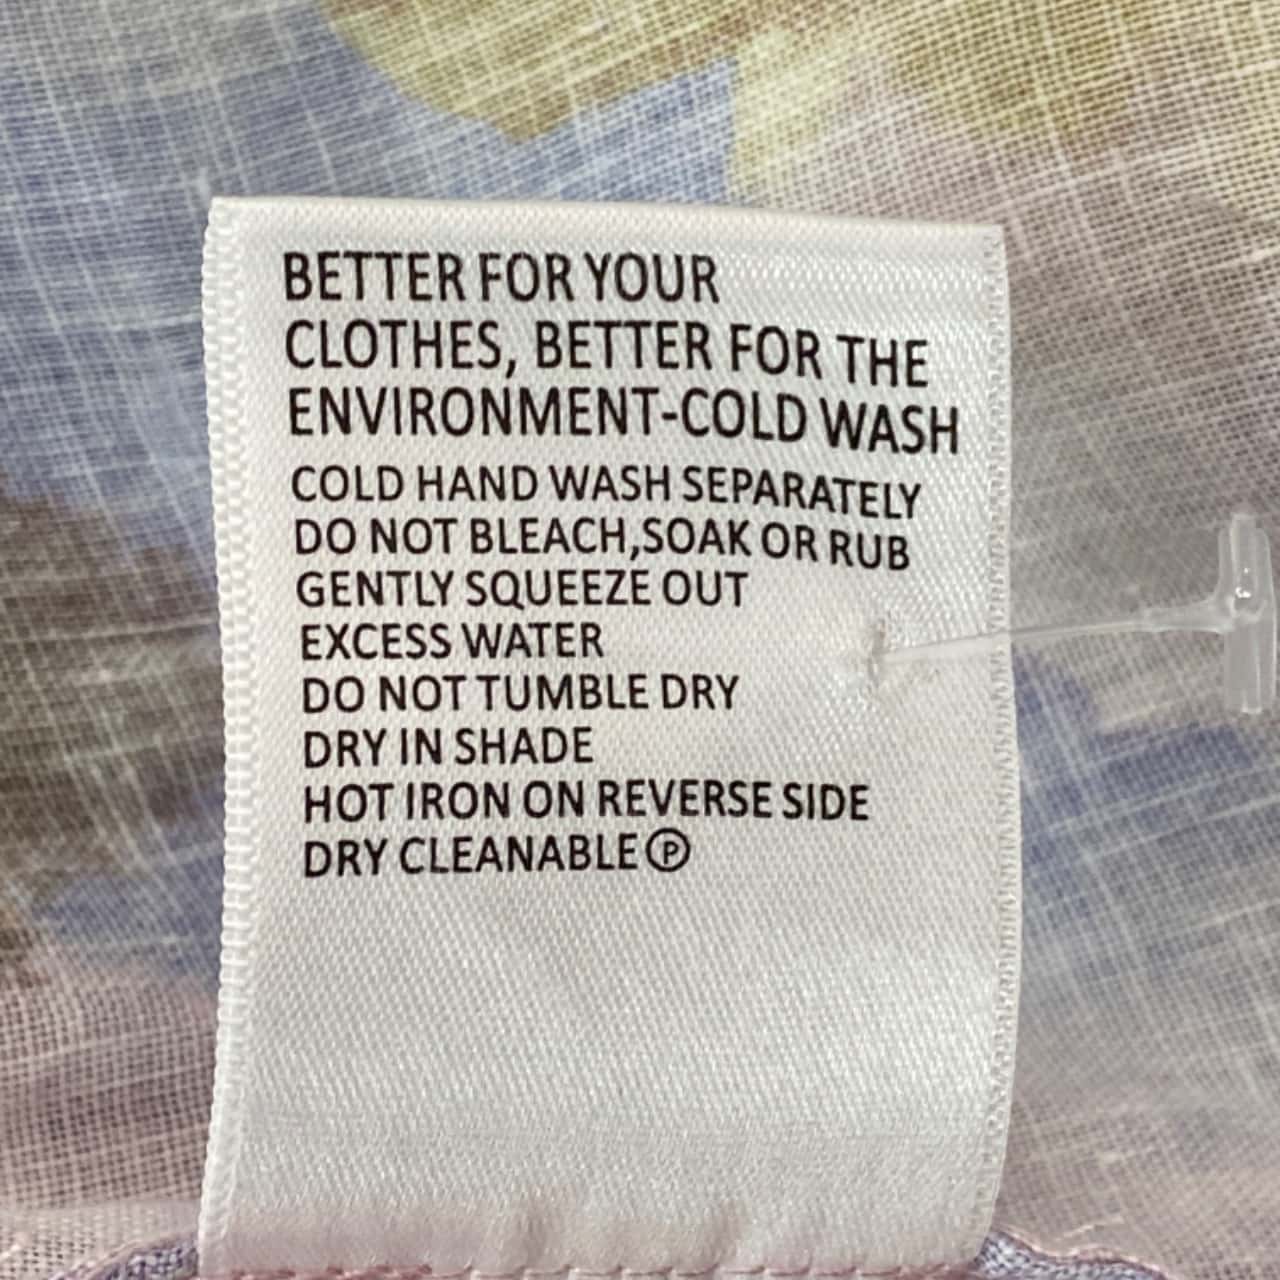 BETTER FOR YOUR
CLOTHES, BETTER FOR THE
ENVIRONMENT-COLD WASH
COLD HAND WASH SEPARATELY
DO NOT BLEACH,SOAK OR RUB
GENTLY SQUEEZE OUT
EXCESS WATER
DO NOT TUMBLE DRY
DRY IN SHADE
HOT IRON ON REVERSE SIDE
DRY CLEANABLE Ⓟ